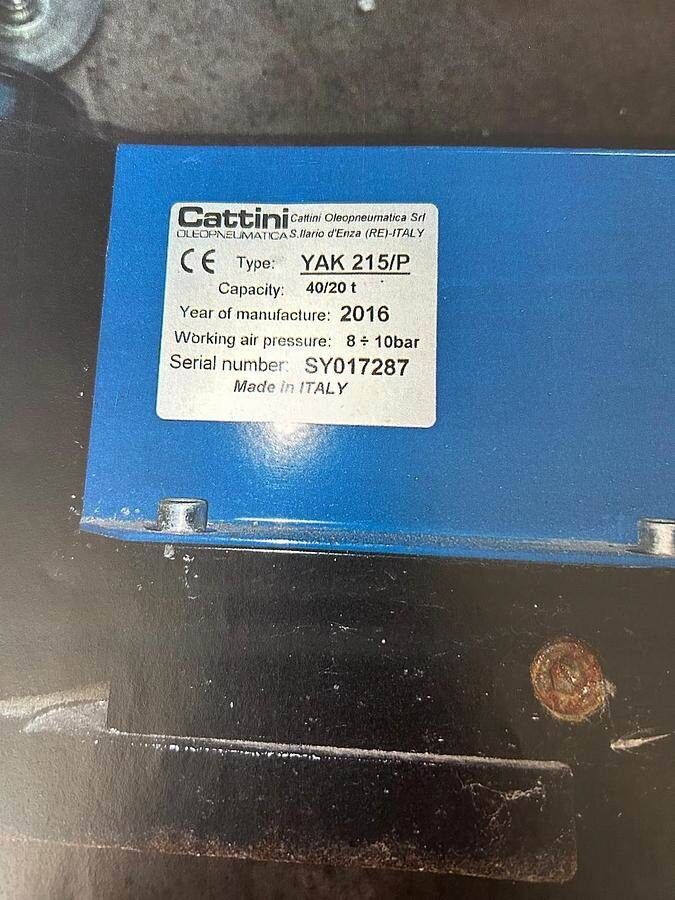 Cattini Cattini Oleopneumatica Srl
OLEOPNEUMATICA S.Ilario d'Enza (RE)-ITALY
CE Type: YAK 215/P
Capacity: 40/20 t
Year of manufacture: 2016
Working air pressure: 8 ÷ 10bar
Serial number: SY017287
Made in ITALY